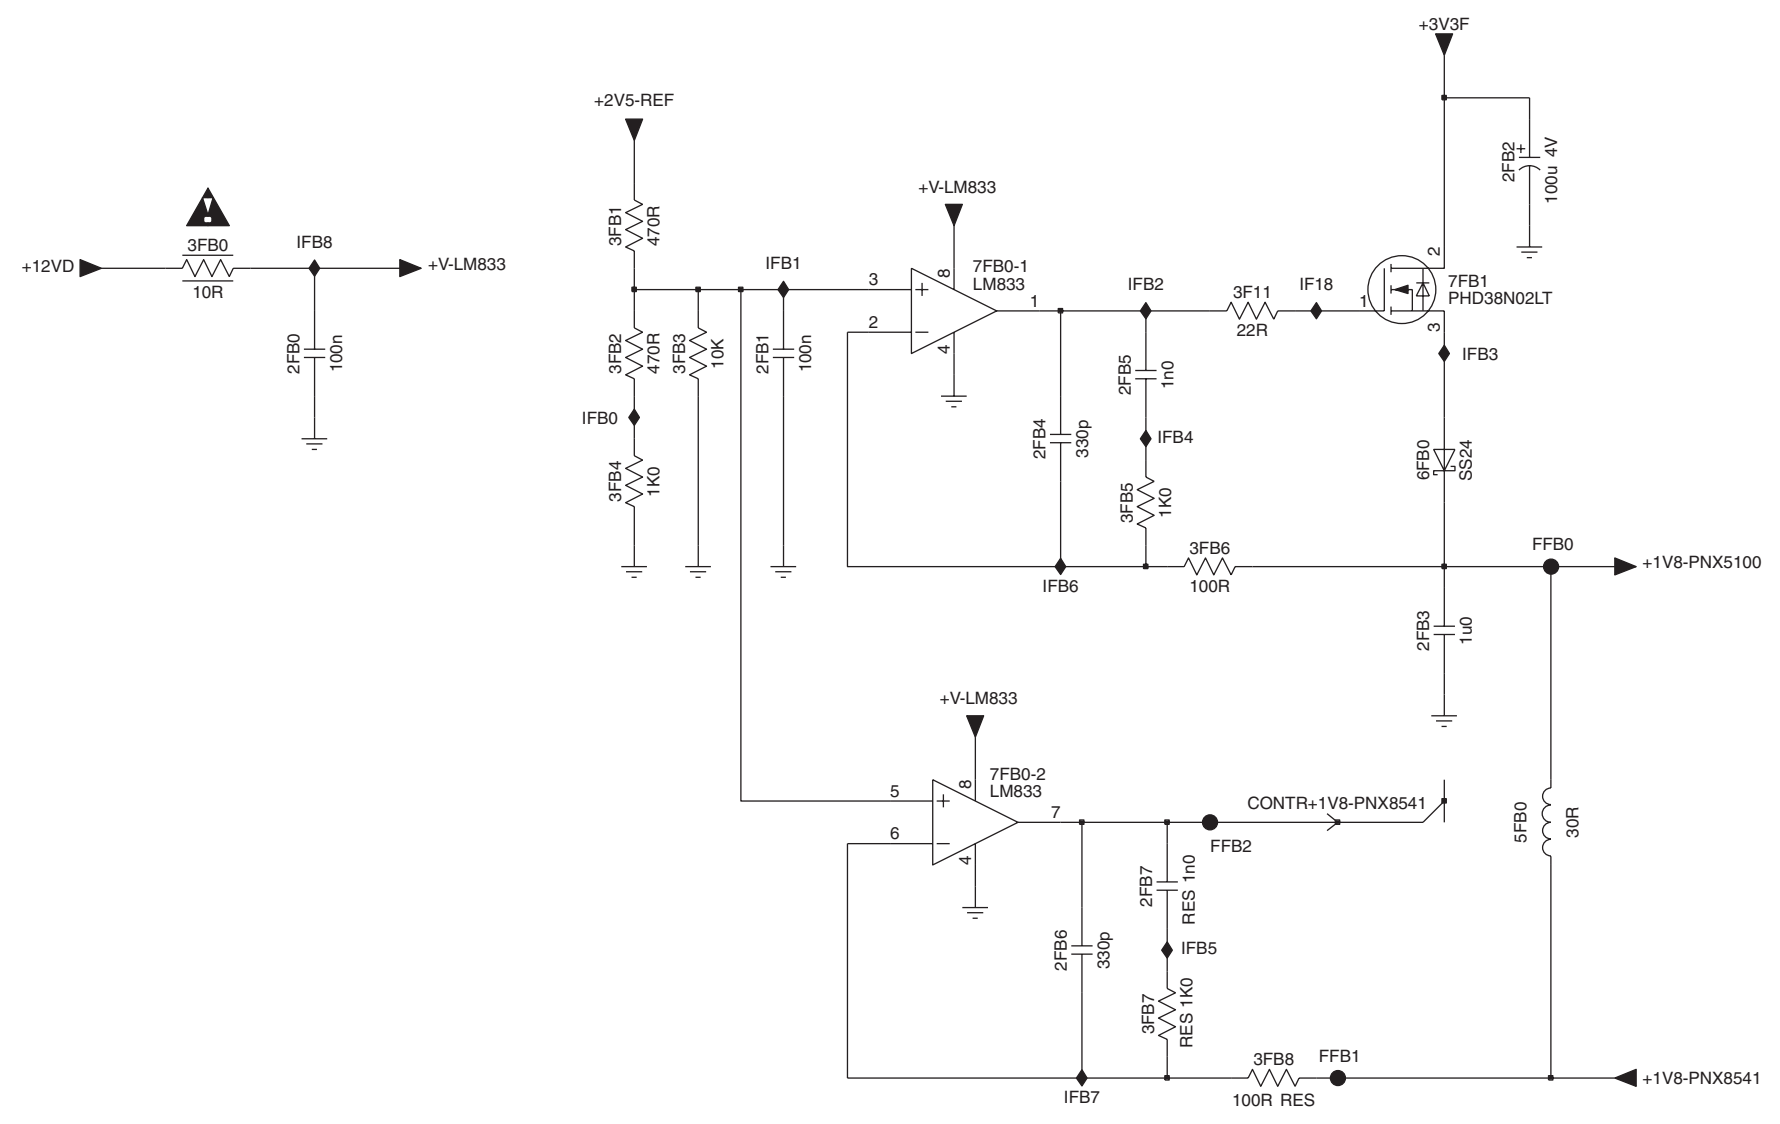 +3V3F
2FB2
+
100u 4V
+2V5-REF
+V-LM833
3FB1
470R
3FB0
10R
+12VD
IFB8
+V-LM833
2FB0
100n
IFB1
3
2
+
−
8
4
7FB0-1
LM833
1
IFB2
3F11
22R
IF18
1
2
3
7FB1
PHD38N02LT
IFB3
3FB2
470R
3FB3
10K
2FB1
100n
IFB0
3FB4
1K0
2FB4
330p
2FB5
1n0
IFB4
3FB5
1K0
6FB0
SS24
IFB6
3FB6
100R
FFB0
+1V8-PNX5100
2FB3
1u0
+V-LM833
5
6
+
−
8
4
7FB0-2
LM833
7
FFB2
CONTR+1V8-PNX8541
5FB0
30R
2FB6
330p
2FB7
RES 1n0
IFB5
3FB7
RES 1K0
IFB7
3FB8
100R RES
FFB1
+1V8-PNX8541